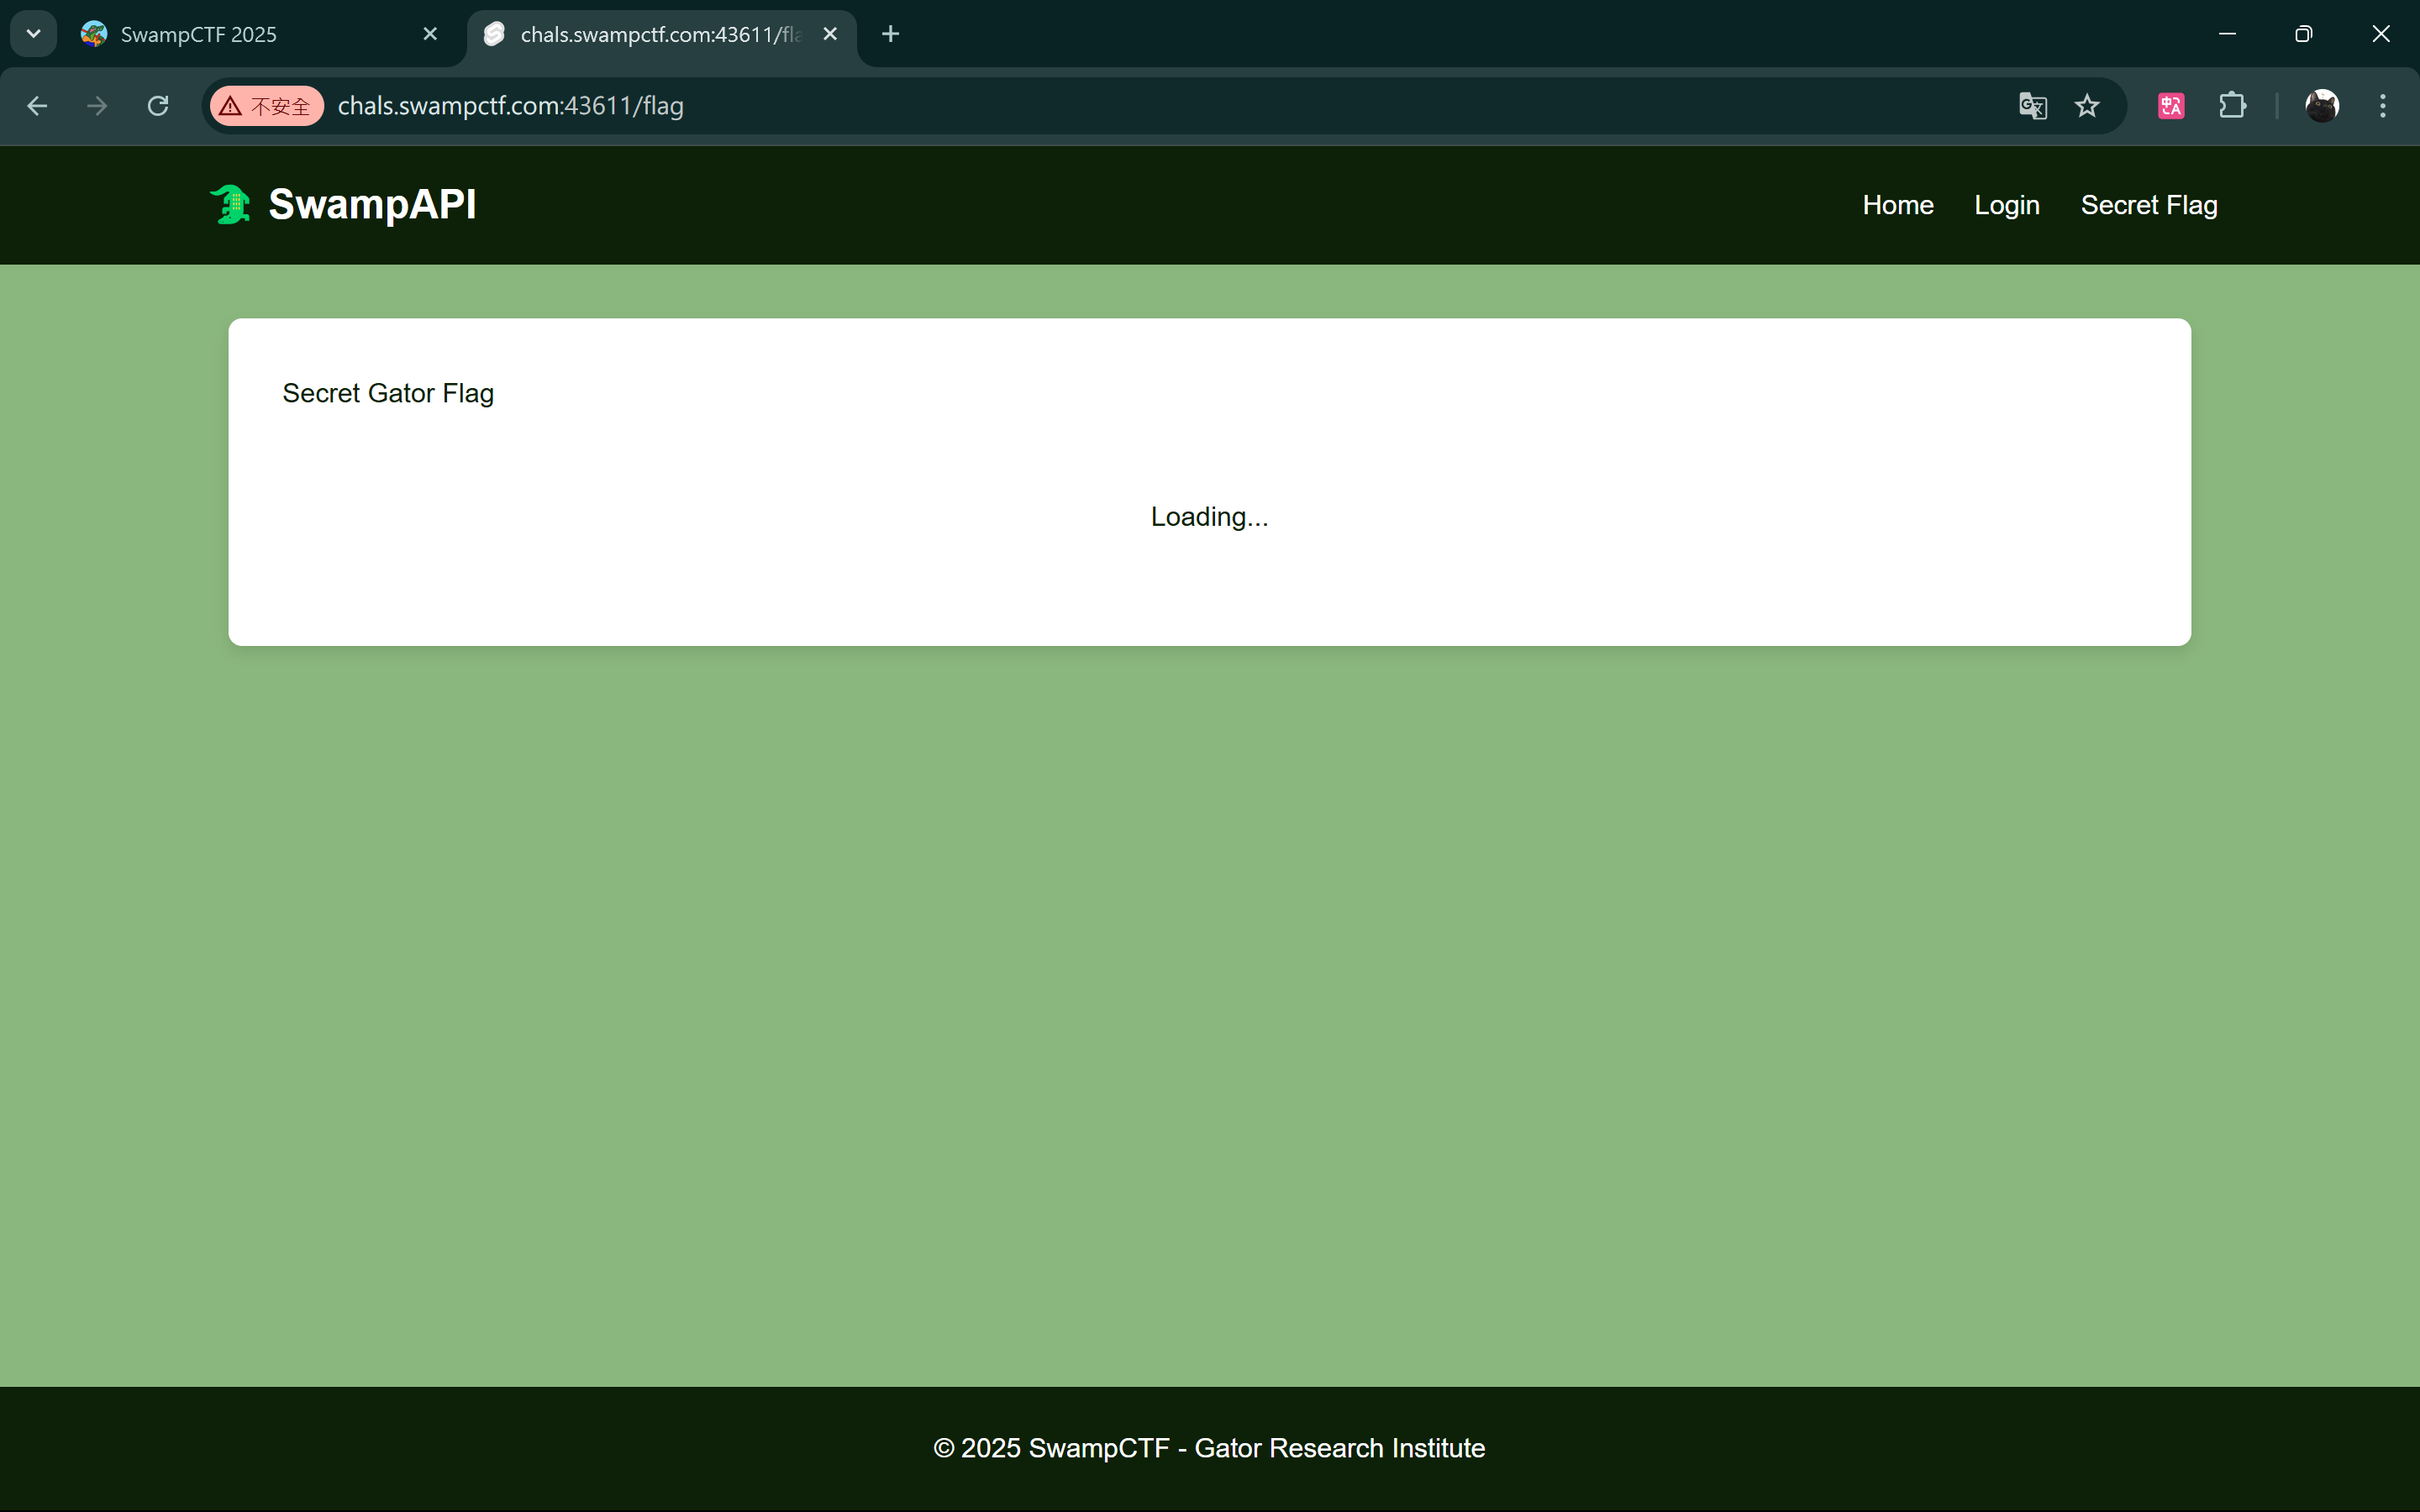 SwampCTF 2025
chals.swampctf.com:43611/fla
不安全 chals.swampctf.com:43611/flag
SwampAPI
Home Login Secret Flag
Secret Gator Flag
Loading...
© 2025 SwampCTF - Gator Research Institute